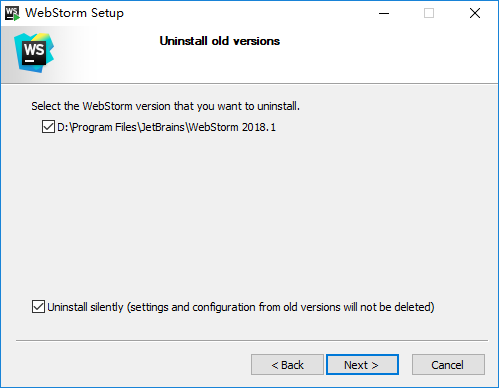 WS WebStorm Setup
WS
Uninstall old versions
Select the WebStorm version that you want to uninstall.
D:\Program Files\JetBrains\WebStorm 2018.1
Uninstall silently (settings and configuration from old versions will not be deleted)
< Back Next > Cancel